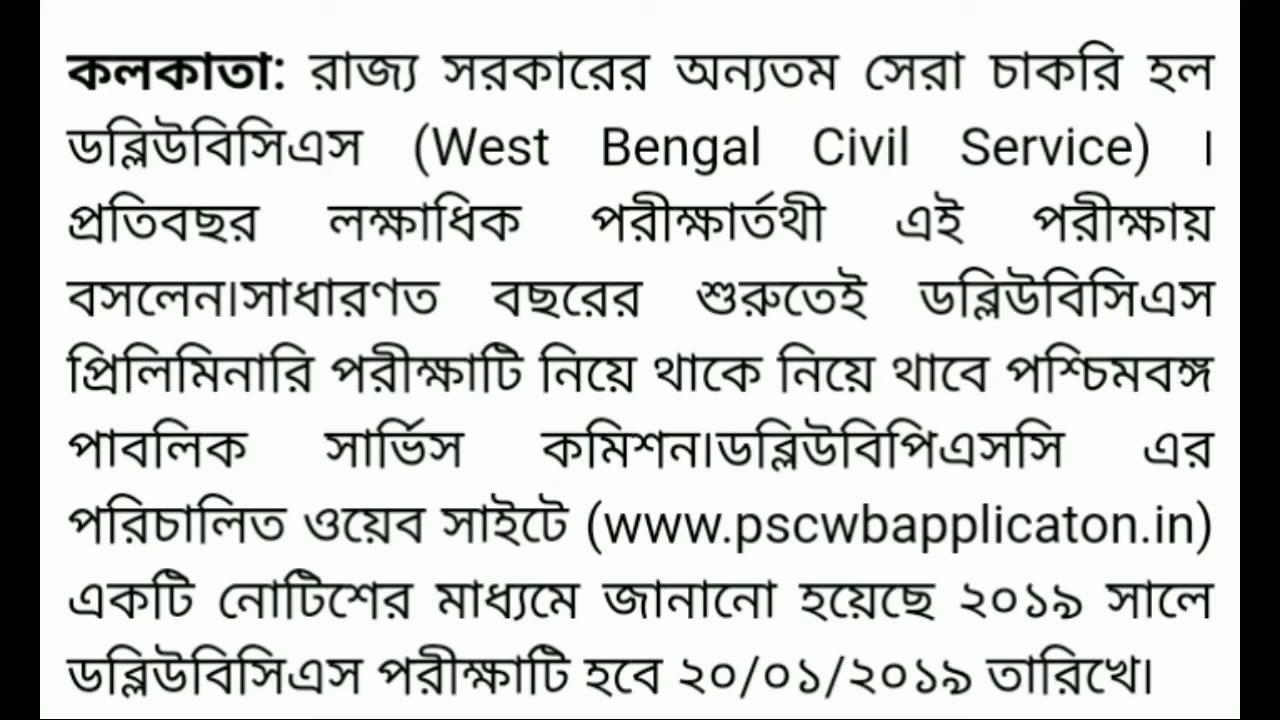 কলকাতা: রাজ্য সরকারের অন্যতম সেরা চাকরি হল
ডব্লিউবিসিএস (West Bengal Civil Service) ।
প্রতিবছর লক্ষাধিক পরীক্ষার্তথী এই পরীক্ষায়
বসলেন।সাধারণত বছরের শুরুতেই ডব্লিউবিসিএস
প্রিলিমিনারি পরীক্ষাটি নিয়ে থাকে নিয়ে থাবে পশ্চিমবঙ্গ
পাবলিক সার্ভিস কমিশন।ডব্লিউবিপিএসসি এর
পরিচালিত ওয়েব সাইটে (www.pscwbapplicaton.in)
একটি নোটিশের মাধ্যমে জানানো হয়েছে ২০১৯ সালে
ডব্লিউবিসিএস পরীক্ষাটি হবে ২০/০১/২০১৯ তারিখে।